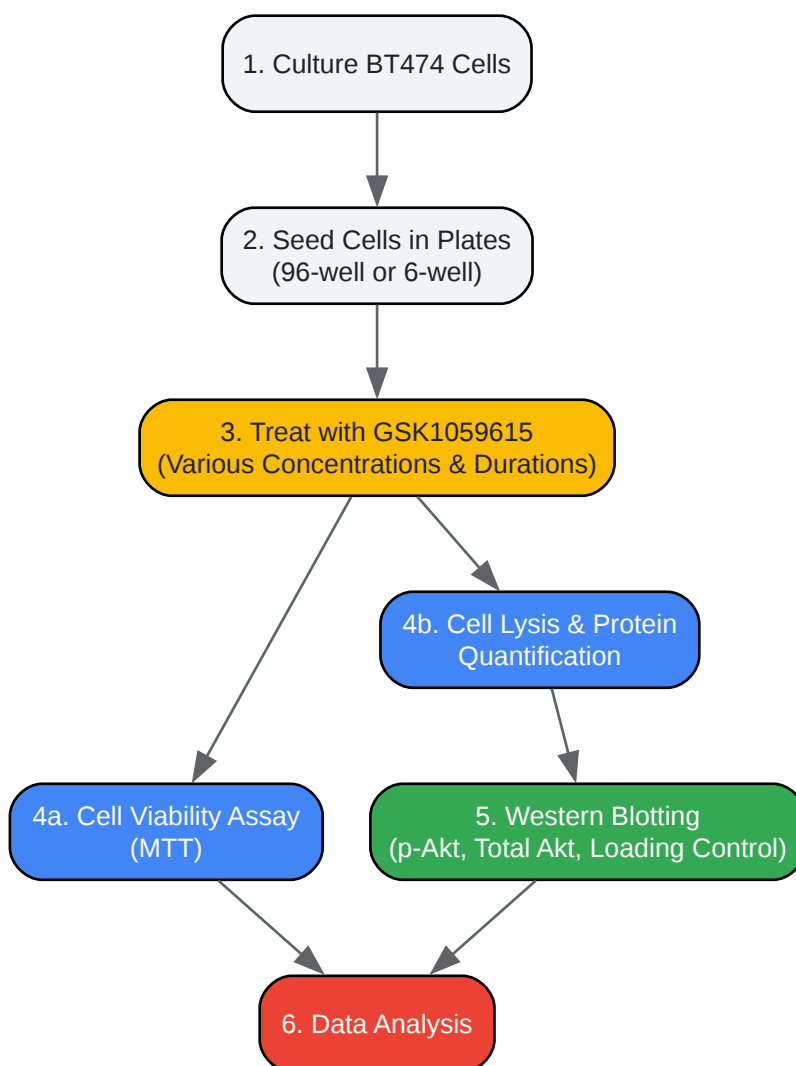 1. Culture BT474 Cells
2. Seed Cells in Plates
(96-well or 6-well)
3. Treat with GSK1059615
(Various Concentrations & Durations)
4b. Cell Lysis & Protein
Quantification
4a. Cell Viability Assay
(MTT)
5. Western Blotting
(p-Akt, Total Akt, Loading Control)
6. Data Analysis